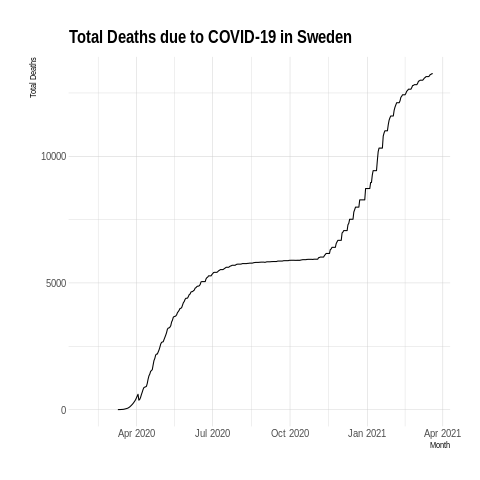 Total Deaths due to COVID-19 in Sweden
Total Deaths
10000
5000
0
Apr 2020 Jul 2020 Oct 2020 Jan 2021 Apr 2021
Month